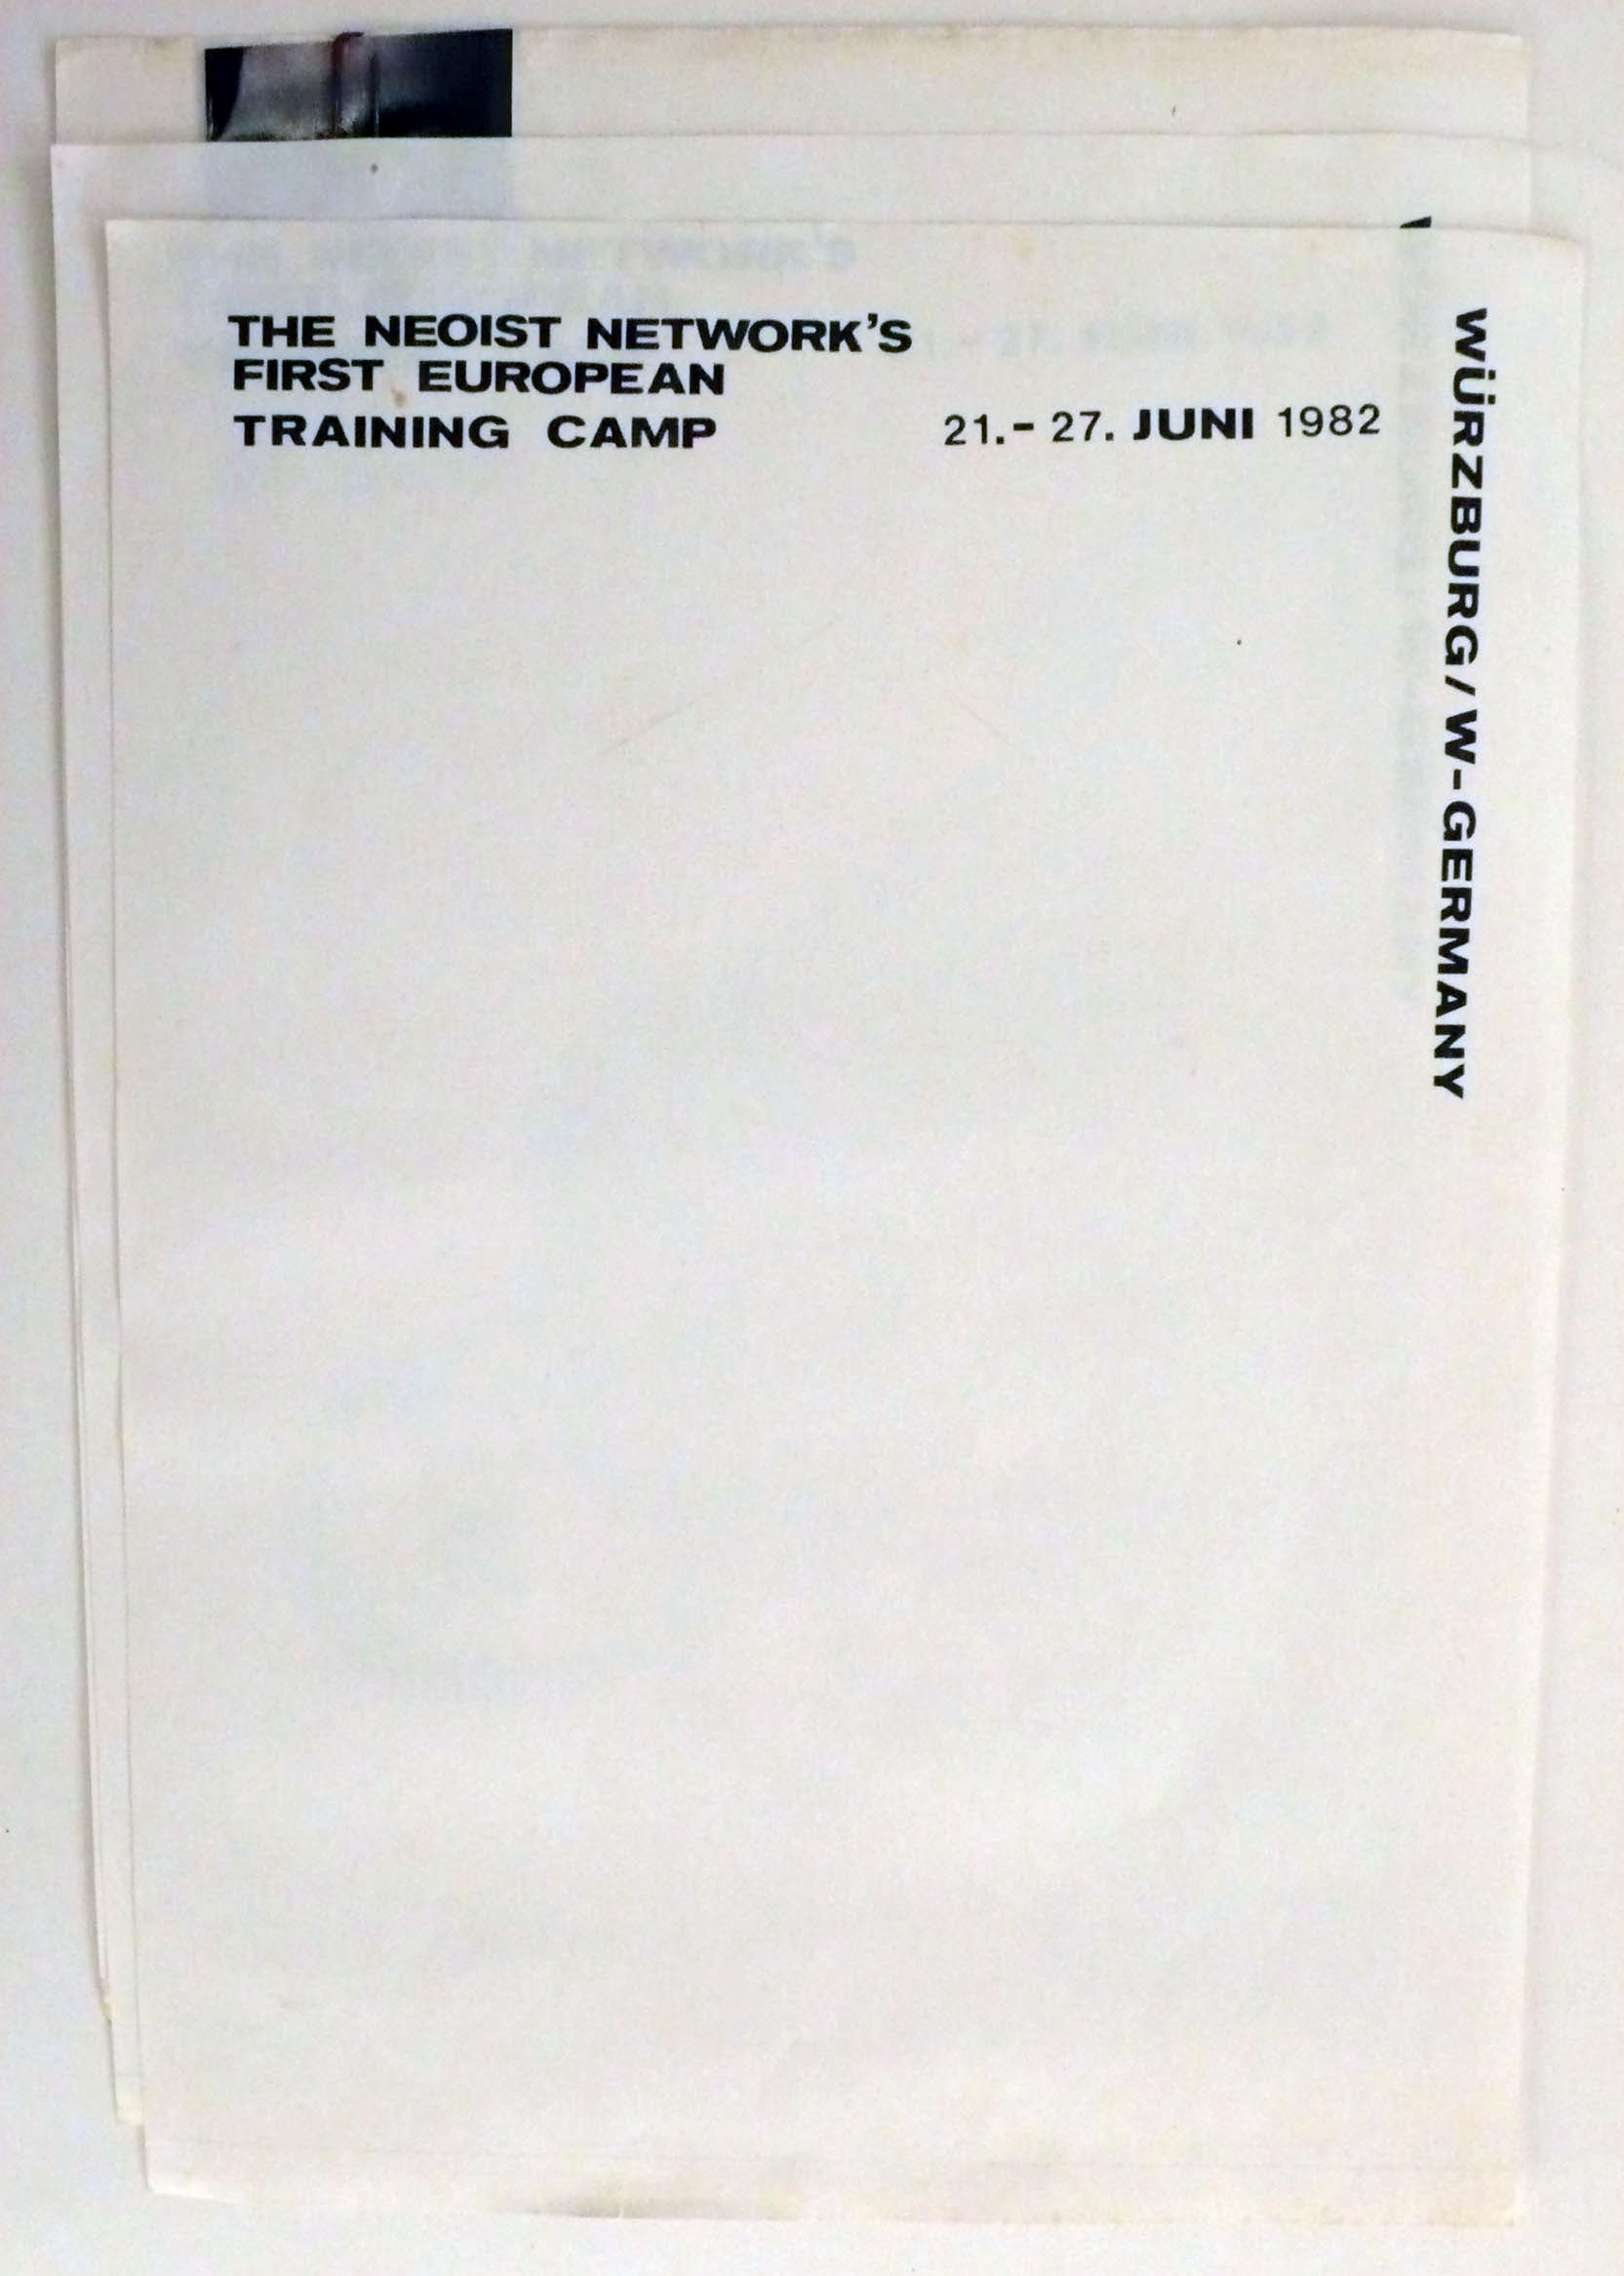 THE NEOIST NETWORK'S
FIRST EUROPEAN
TRAINING CAMP
21.- 27. JUNI 1982
WÜRZBURG/W-GERMANY